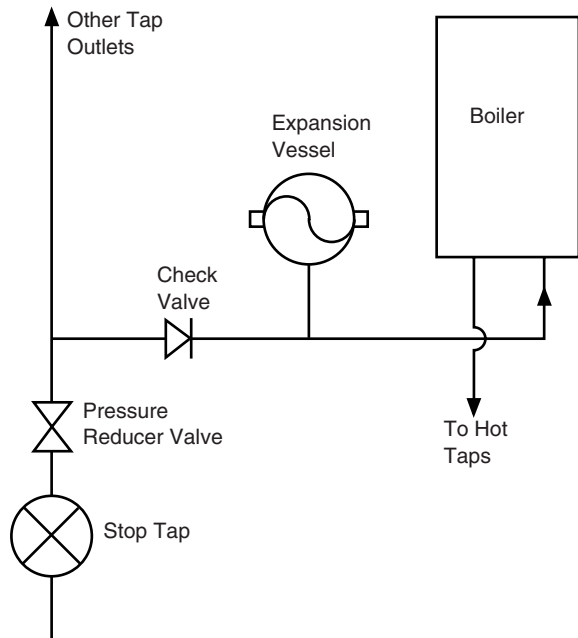 Other Tap
Outlets
Boiler
Expansion
Vessel
Check
Valve
Pressure
Reducer Valve
To Hot
Taps
Stop Tap